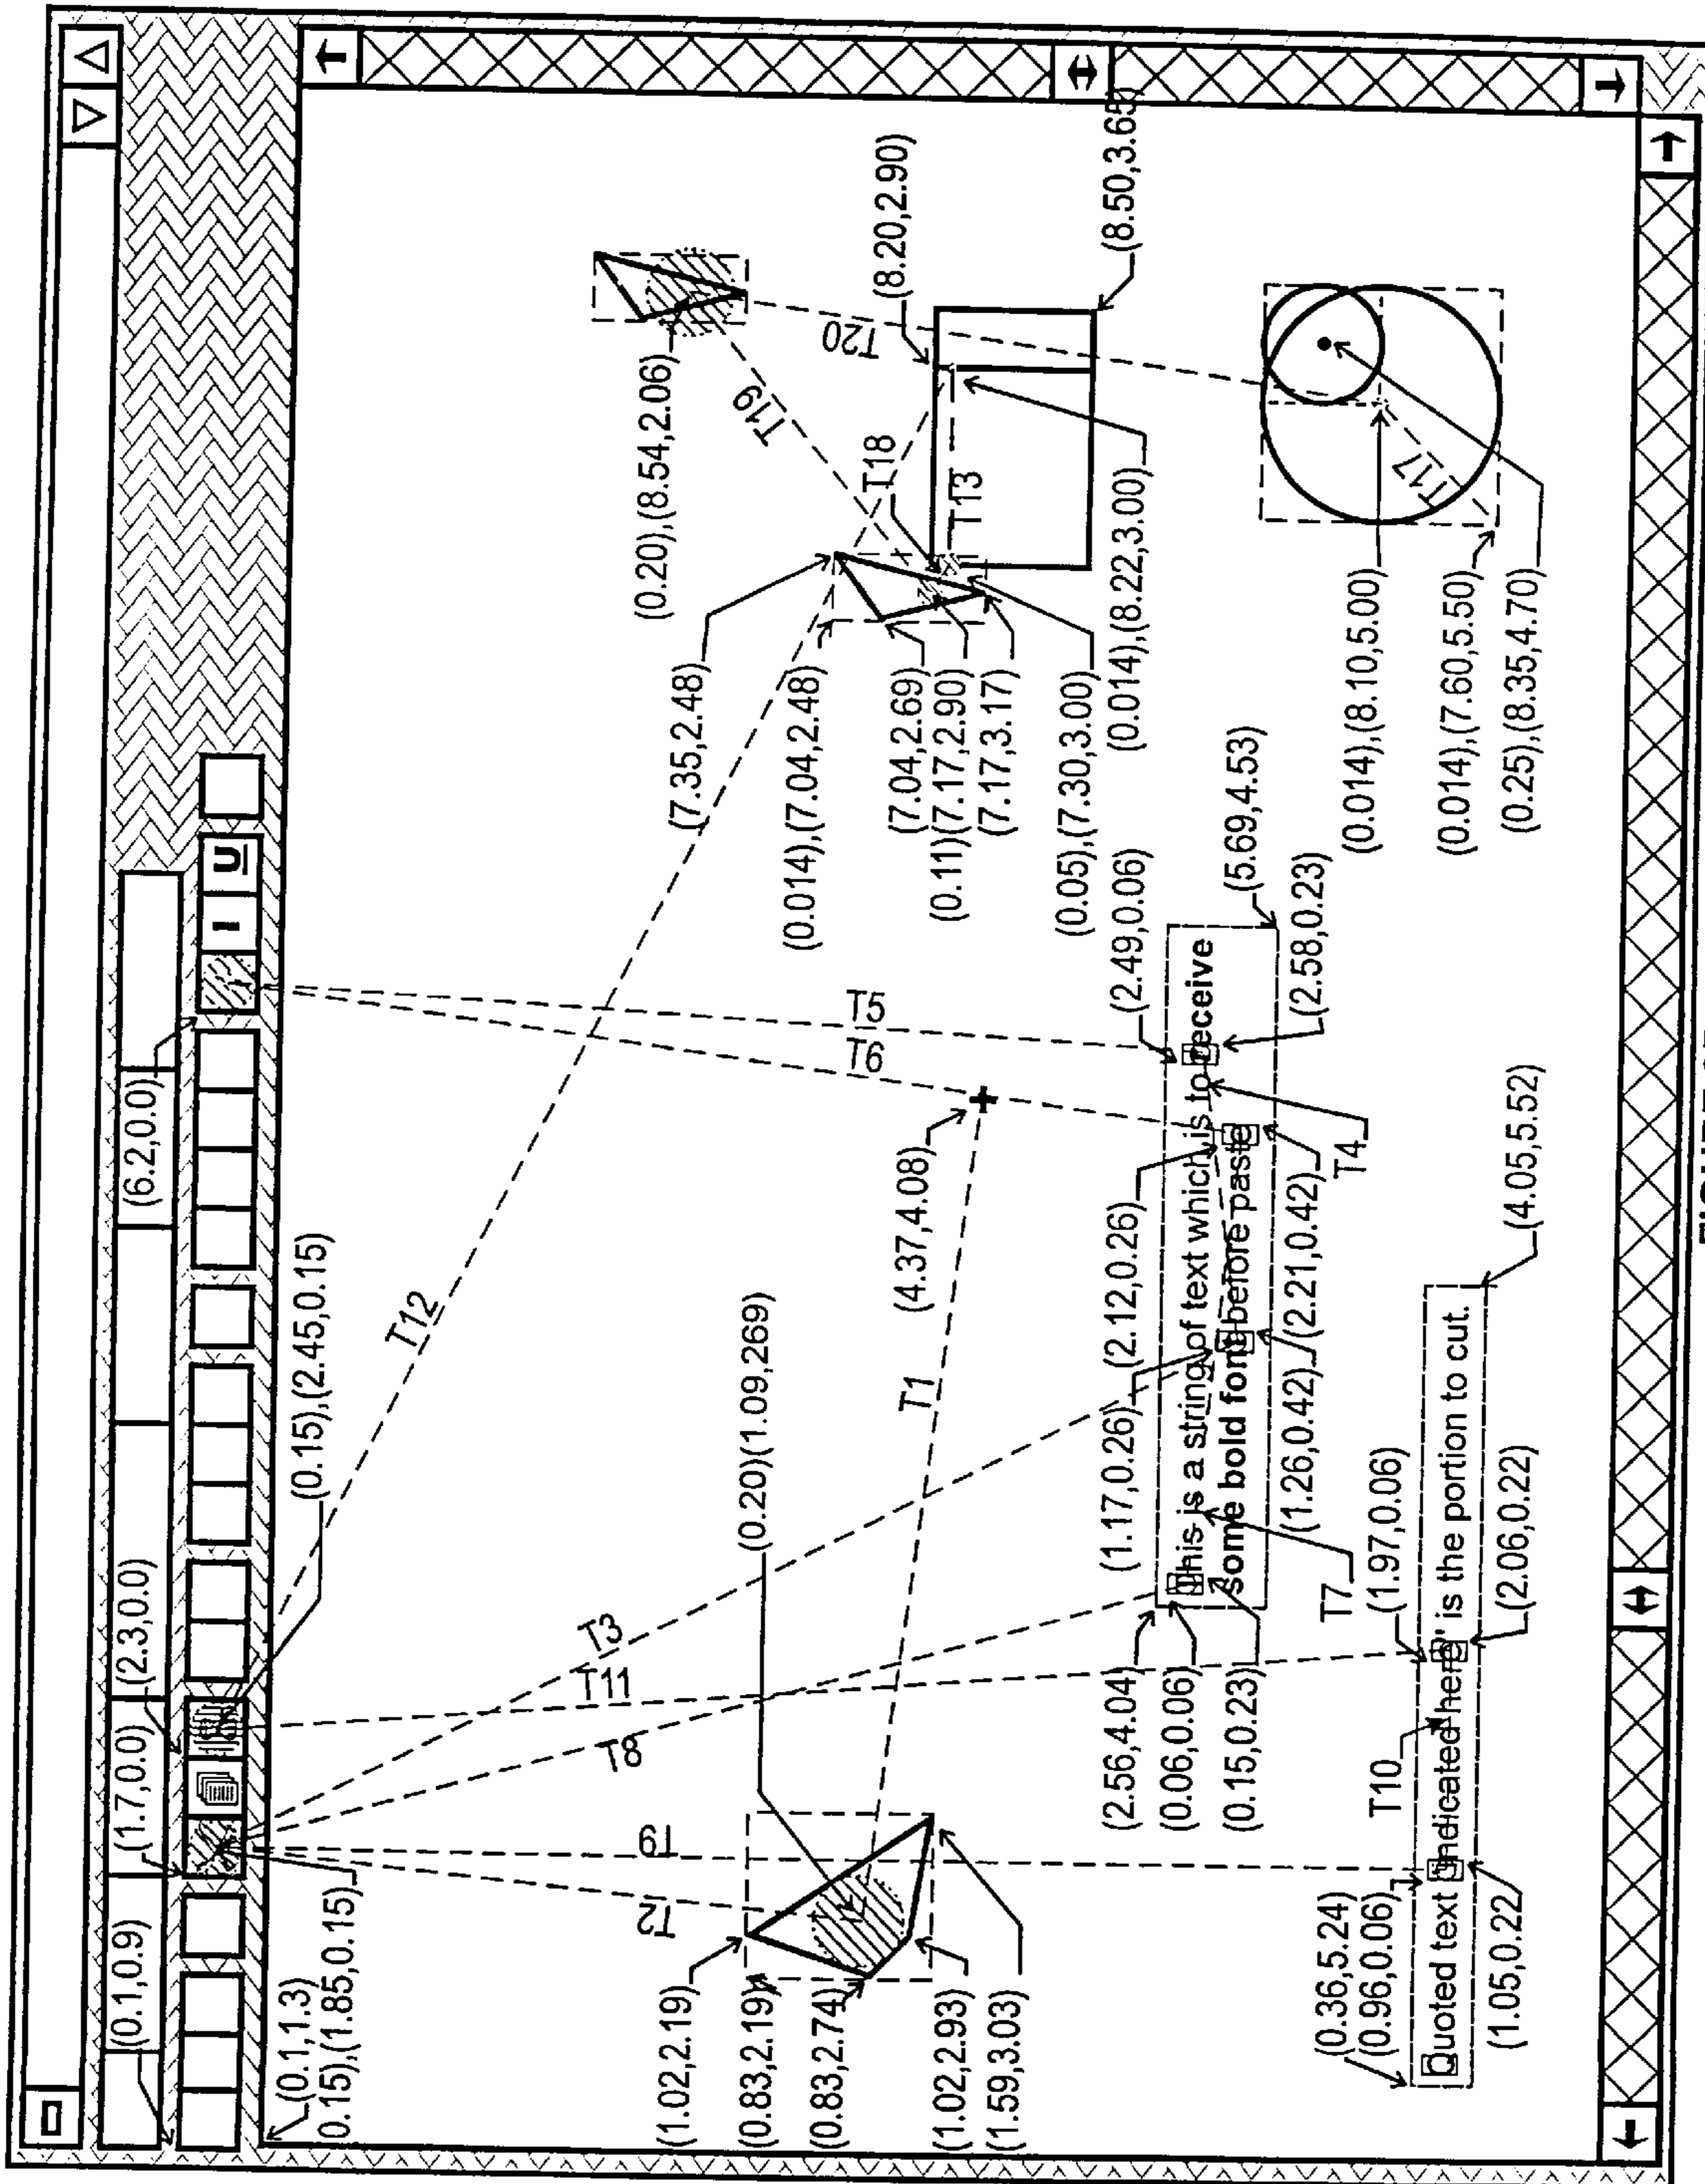 (0.1,0.9)
(1.7,0.0)
(2.3,0.0)
(6.2,0.0)
I
U
(0.1,1.3)
0.15),(1.85,0.15)
(0.15),(2.45,0.15)
T12
T2
T9
T8
T11
T3
T6
T5
(1.02,2.19)
(0.83,2.19)
(0.83,2.74)
(1.02,2.93)
(1.59,3.03)
(0.20)(1.09,269)
T1
(4.37,4.08)
(0.20),(8.54,2.06)
T19
T20
(7.35,2.48)
(0.014),(7.04,2.48)
T18
T13
(8.20,2.90)
(7.04,2.69)
(0.11)(7.17,2.90)
(7.17,3.17)
(8.50,3.65)
(0.05),(7.30,3.00)
(0.014),(8.22,3.00)
(2.56,4.04)
(0.06,0.06)
(0.15,0.23)
(1.17,0.26)
(2.12,0.26)
(2.49,0.06)
This is a string of text which is to receive
some bold font before paste
(5.69,4.53)
(1.26,0.42)
(2.21,0.42)
(2.58,0.23)
T7
T4
(0.36,5.24)
(0.96,0.06)
T10
(1.97,0.06)
Quoted text 'indicated here' is the portion to cut.
(4.05,5.52)
(1.05,0.22)
(2.06,0.22)
(0.014),(8.10,5.00)
T17
(0.014),(7.60,5.50)
(0.25),(8.35,4.70)